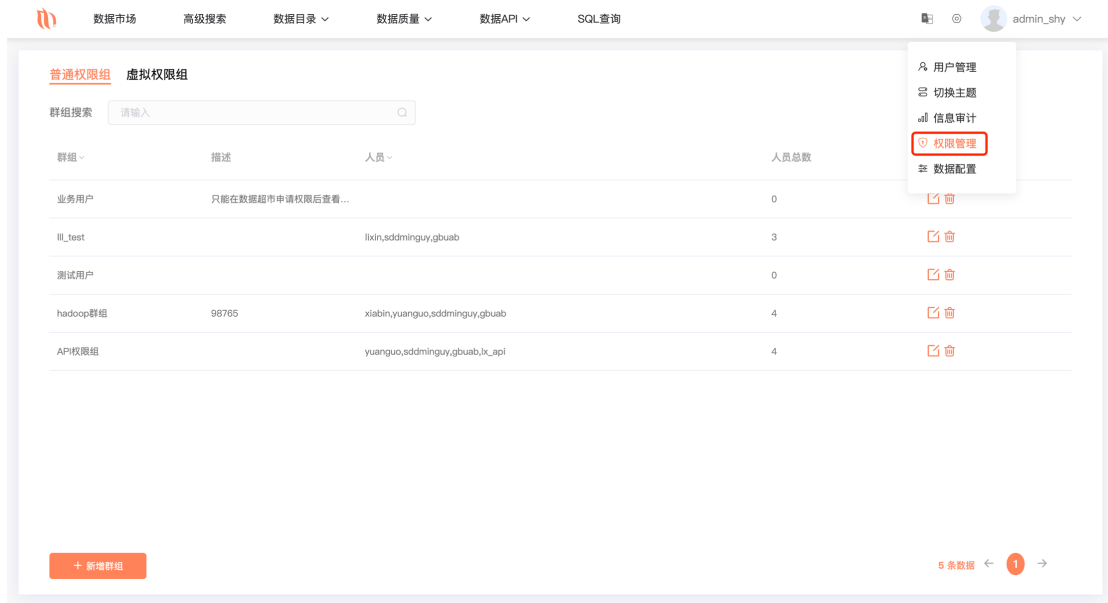 数据市场 高级搜索 数据目录 数据质量 数据API SQL查询 admin_shy
用户管理
切换主题
信息审计
权限管理
数据配置
普通权限组 虚拟权限组
群组搜索 请输入
群组 描述 人员 人员总数
业务用户 只能在数据超市申请权限后查看... 0
lll_test lixin,sddminguy,gbuab 3
测试用户 0
hadoop群组 98765 xiabin,yuanguo,sddminguy,gbuab 4
API权限组 yuanguo,sddminguy,gbuab,lx_api 4
+ 新增群组 5 条数据 ← 1 →